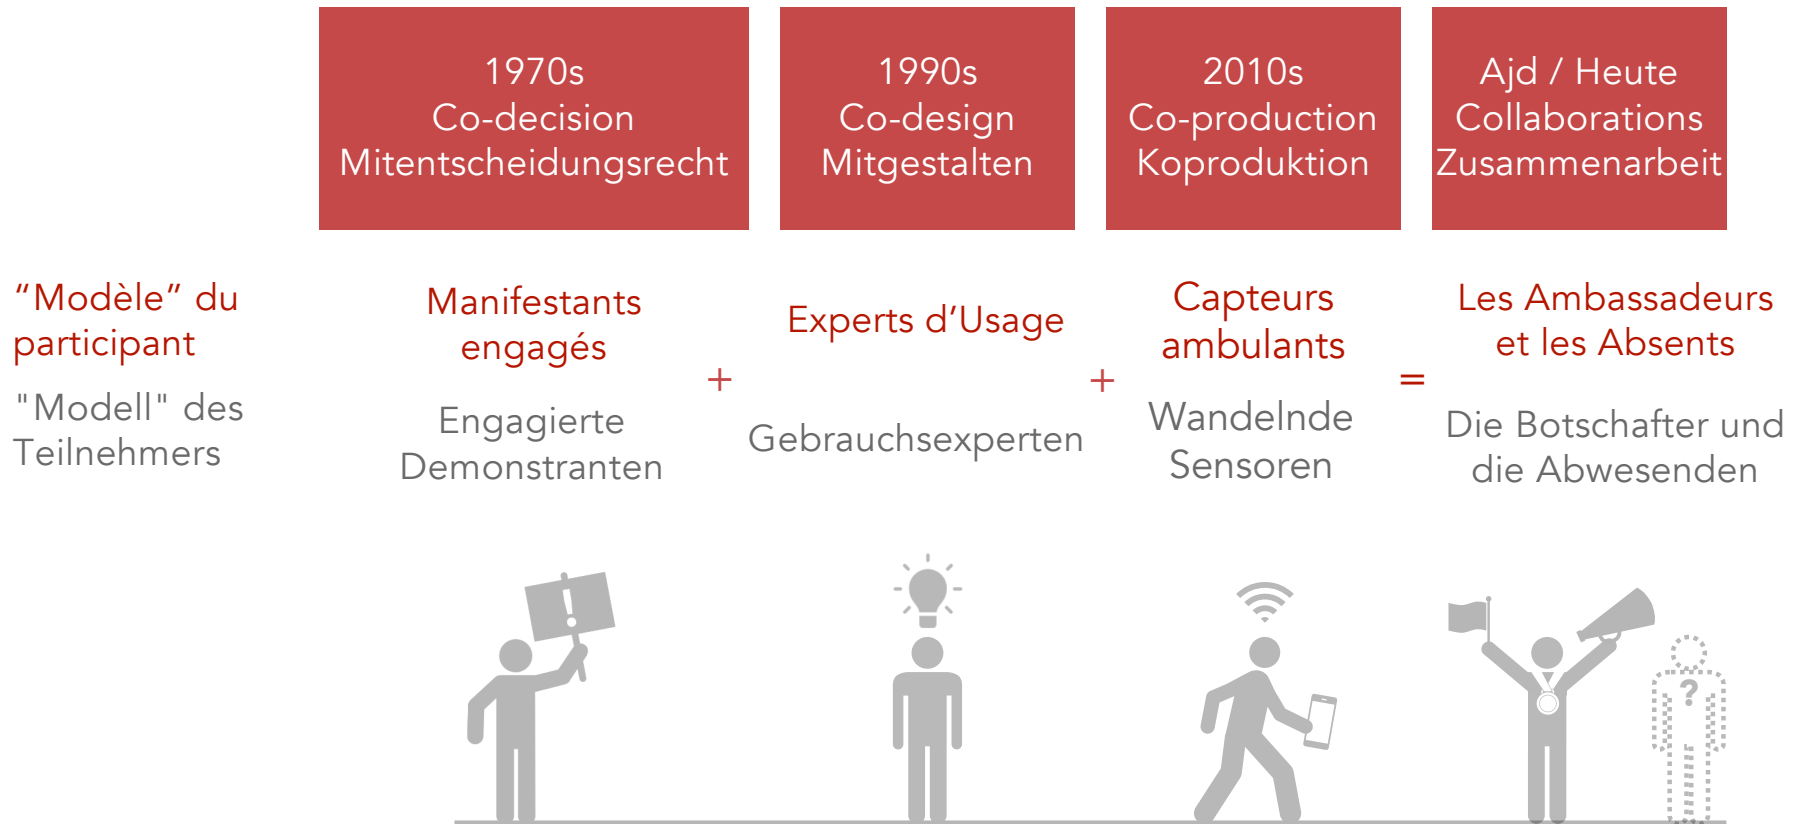 1970s
Co-decision
Mitentscheidungsrecht
1990s
Co-design
Mitgestalten
2010s
Co-production
Koproduktion
Ajd / Heute
Collaborations
Zusammenarbeit
“Modèle” du
participant
"Modell" des
Teilnehmers
Manifestants
engagés
Engagierte
Demonstranten
+
Experts d’Usage
Gebrauchsexperten
+
Capteurs
ambulants
Wandelnde
Sensoren
=
Les Ambassadeurs
et les Absents
Die Botschafter und
die Abwesenden
!
?